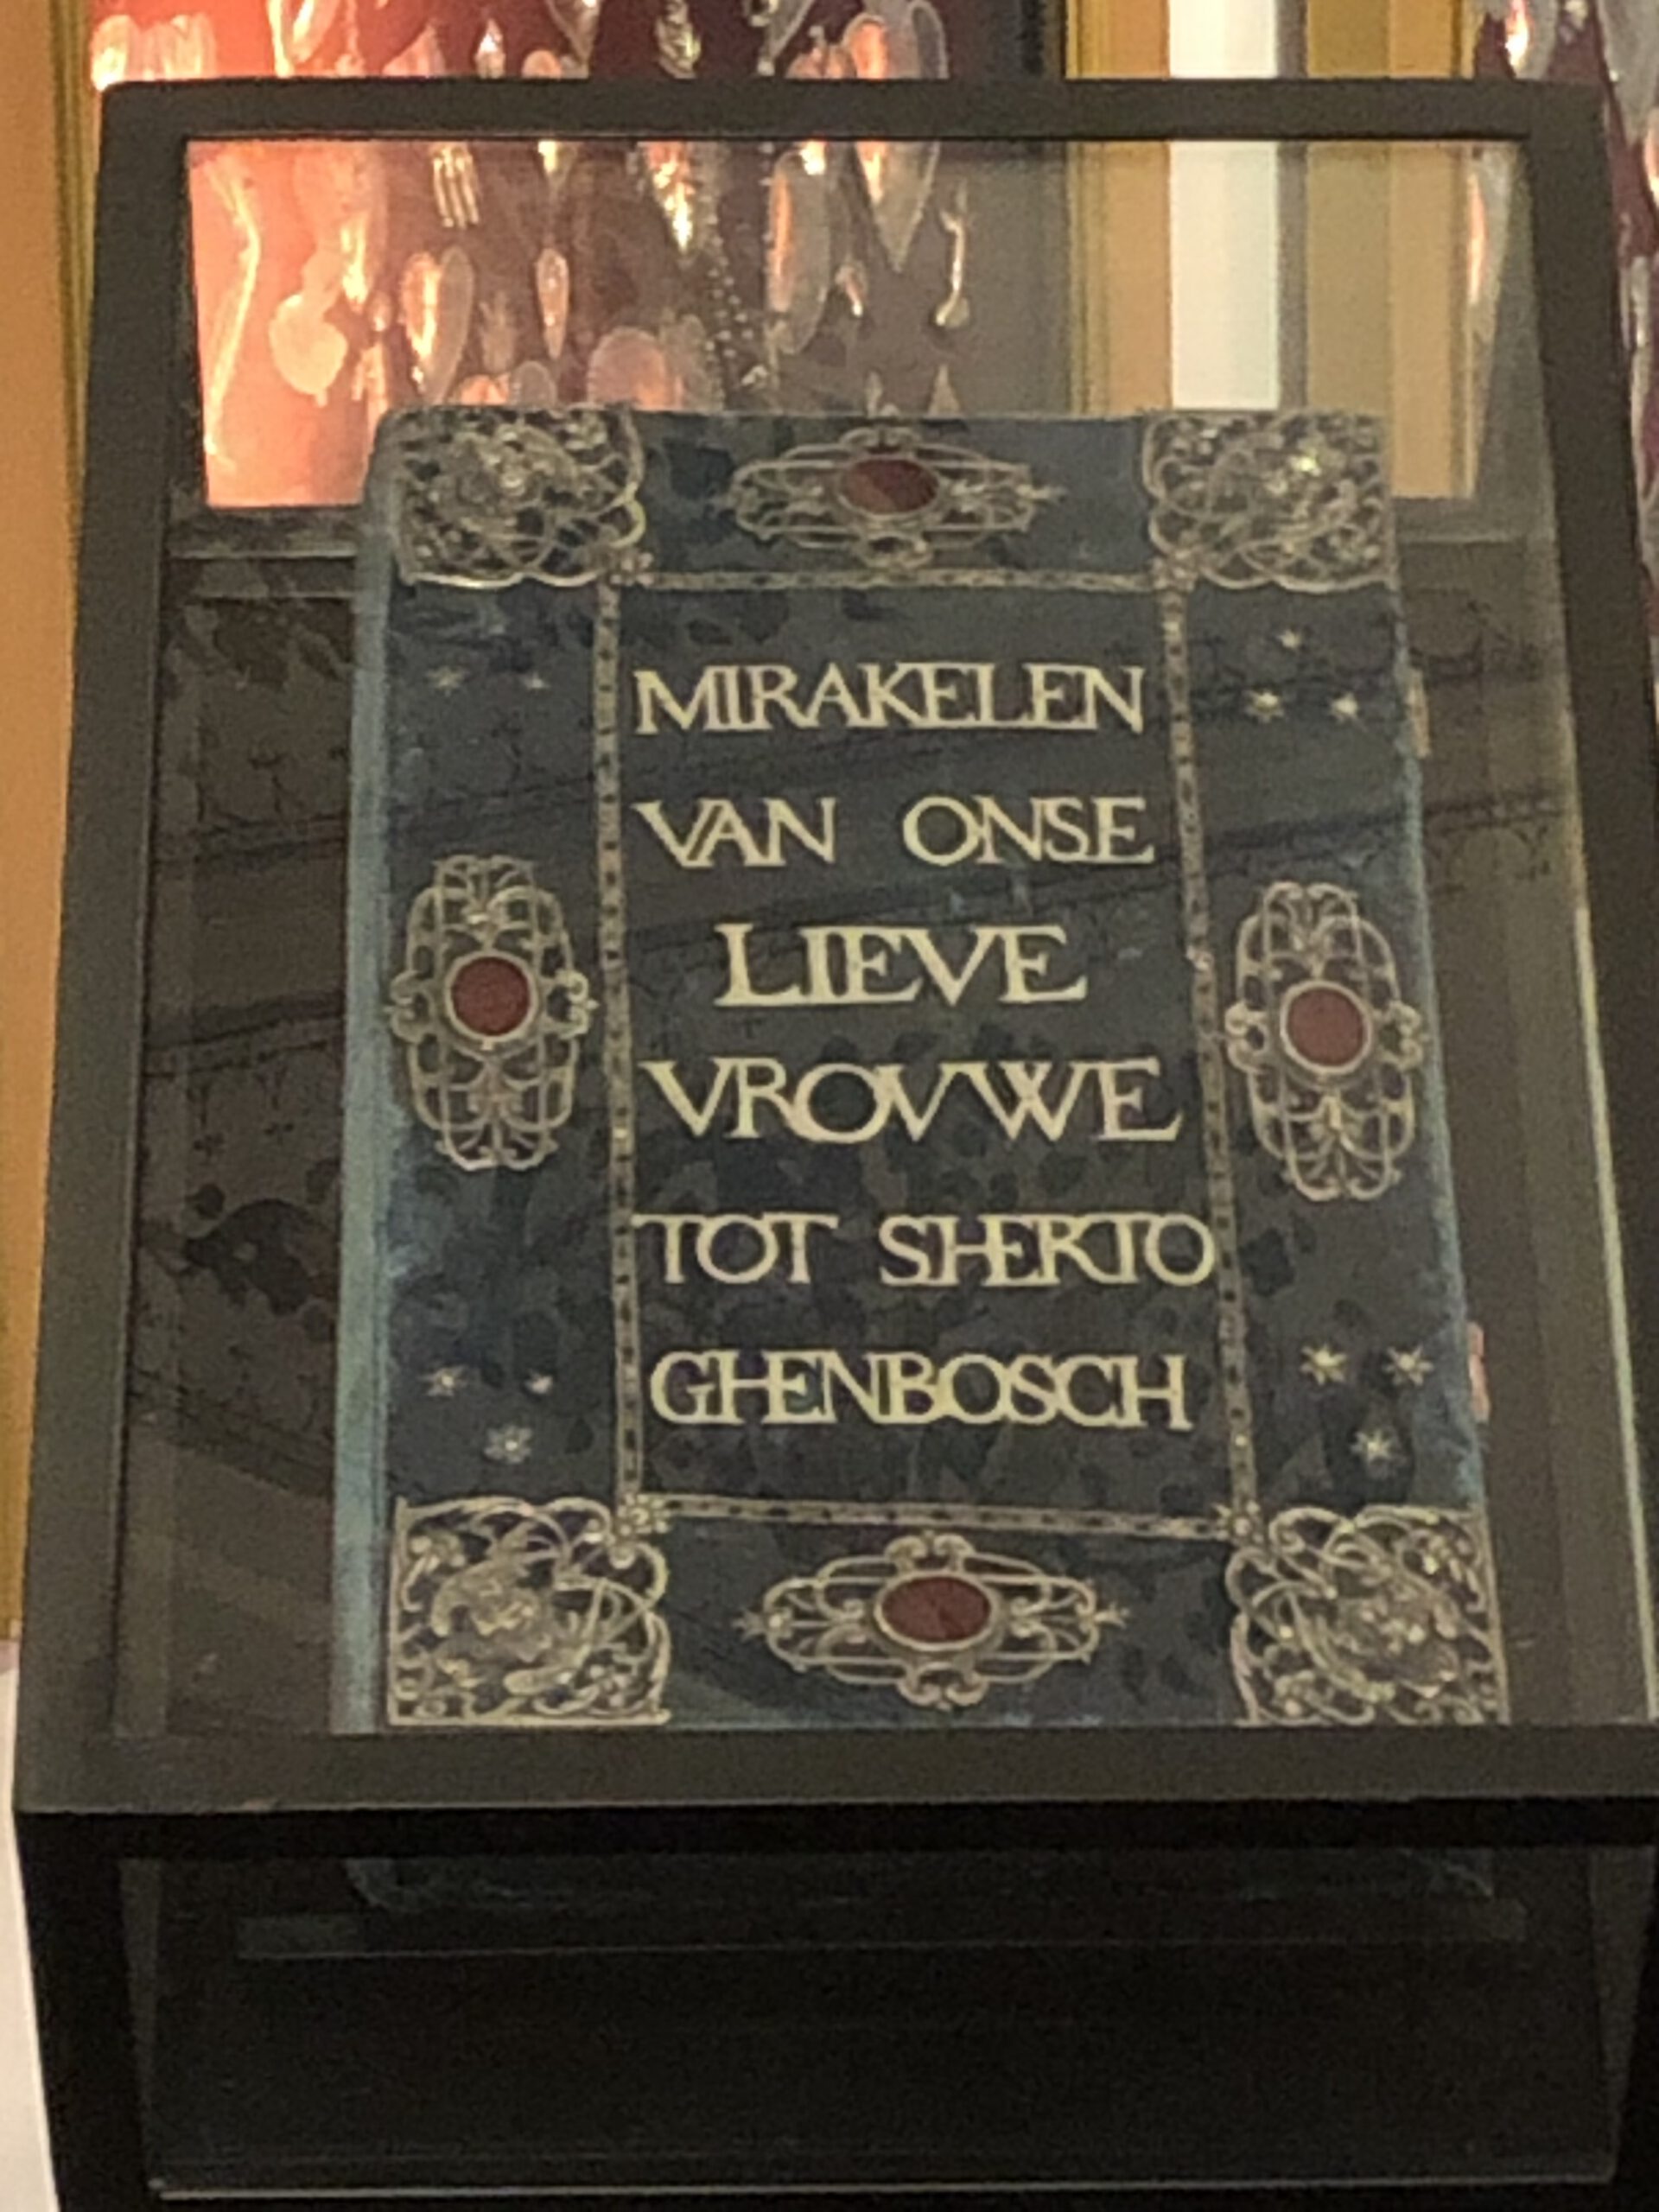 MIRAKELEN
VAN ONSE
LIEVE
VROVWE
TOT SHERTO
GHENBOSCH